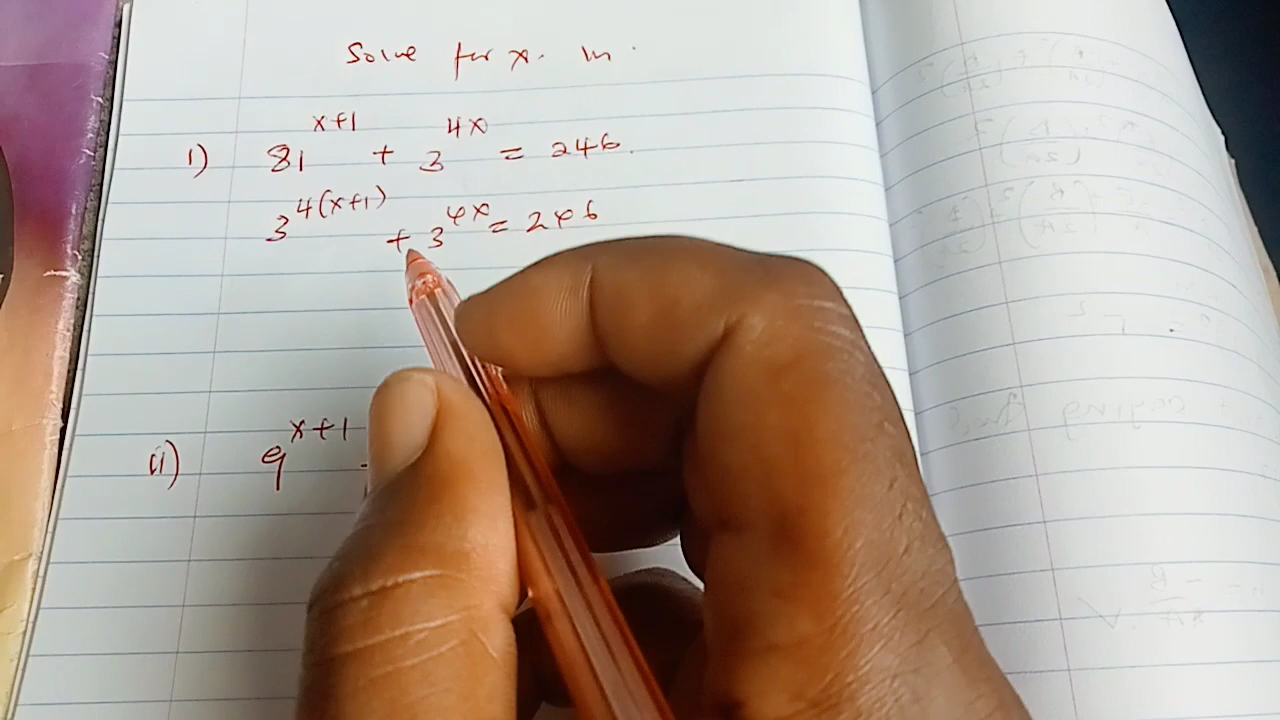 Solve for x. in.
1) 81^{x+1} + 3^{4x} = 246.
3^{4(x+1)} + 3^{4x} = 246
ii) 9^{x+1}